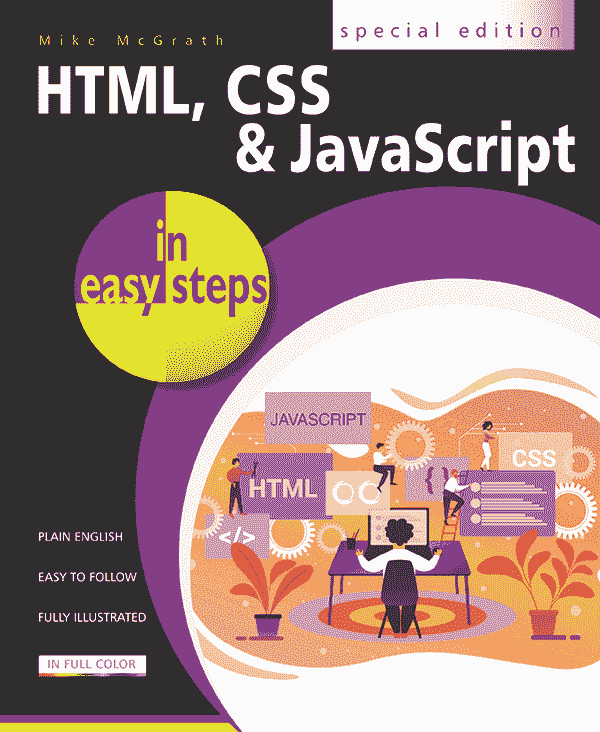 special edition
Mike McGrath
HTML, CSS
& JavaScript
in
easy steps
JAVASCRIPT
CSS
HTML
{ }
</>
PLAIN ENGLISH
EASY TO FOLLOW
FULLY ILLUSTRATED
IN FULL COLOR